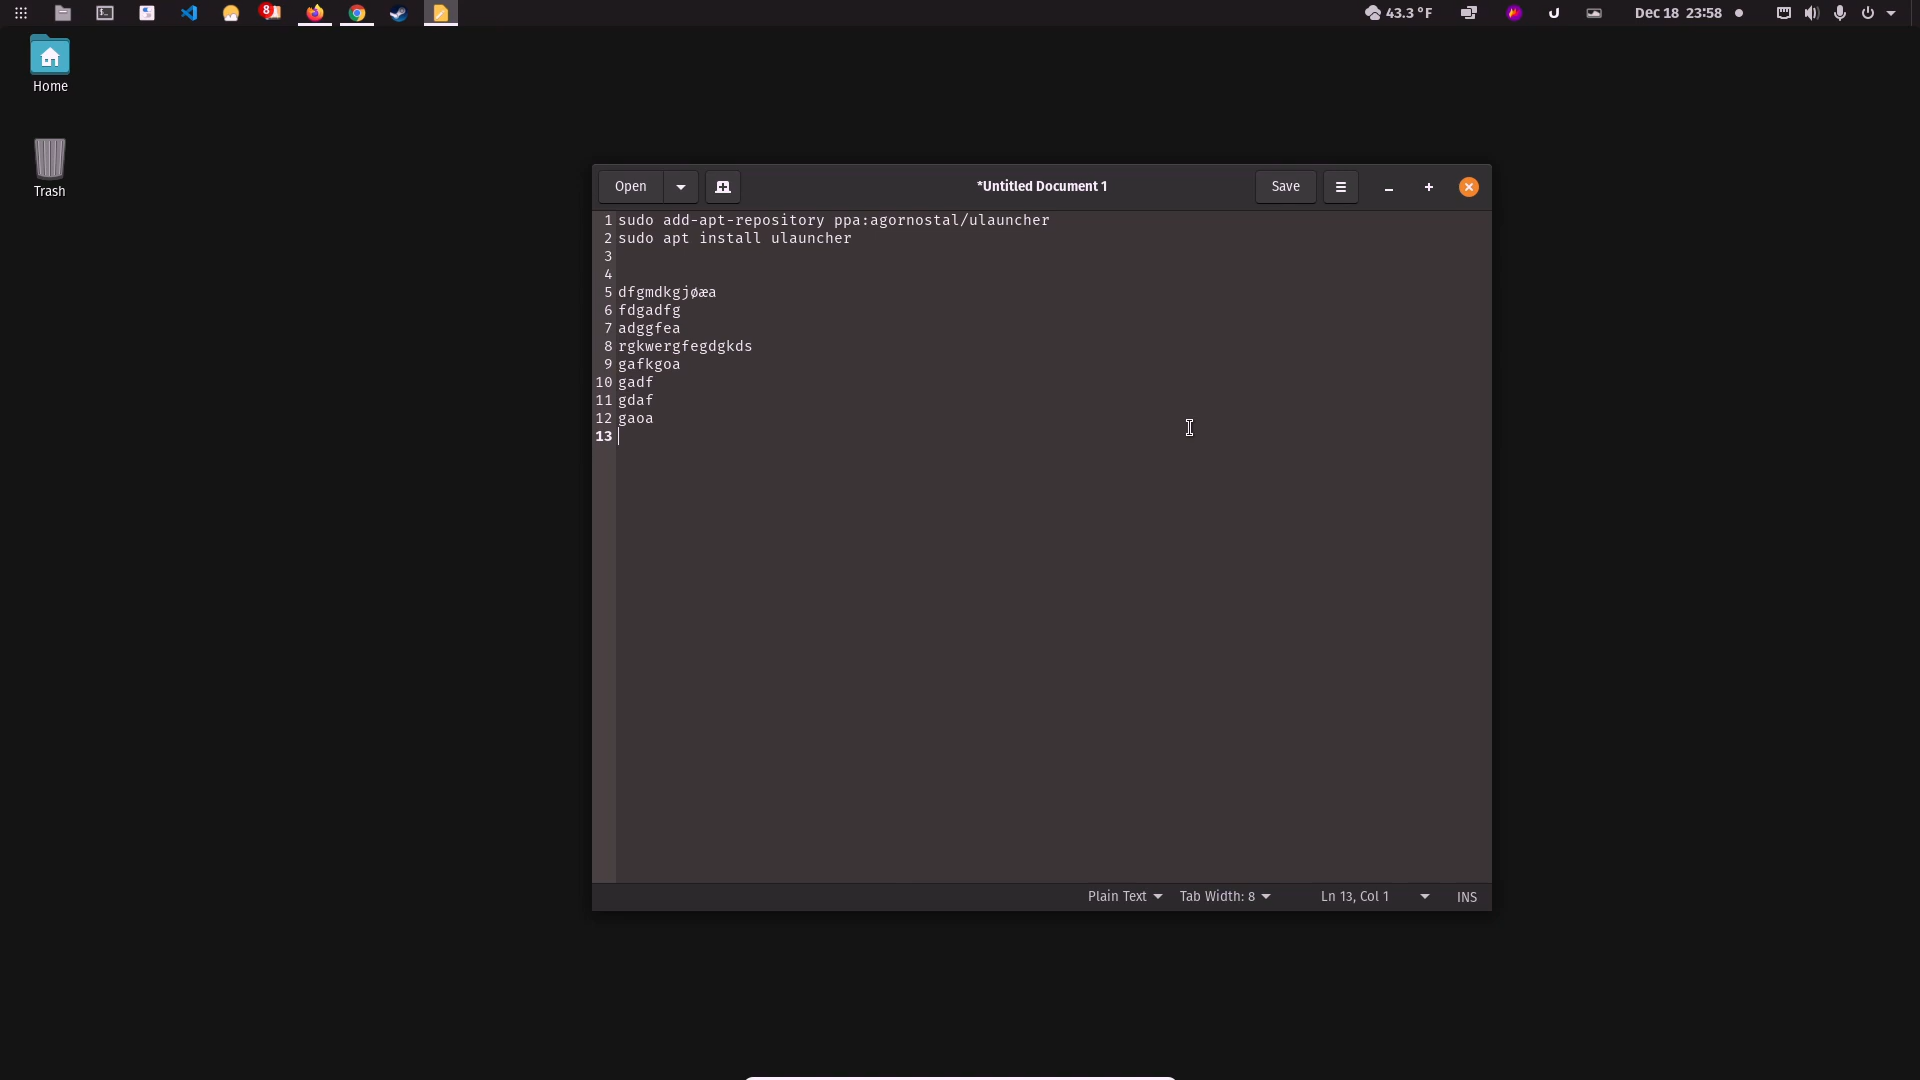 8
43.3 °F
Dec 18 23:58
Home
Trash
Open
*Untitled Document 1
Save
1 sudo add-apt-repository ppa:agornostal/ulauncher
2 sudo apt install ulauncher
3
4
5 dfgmdkgjøæa
6 fdgadfg
7 adggfea
8 rgkwergfegdgkds
9 gafkgoa
10 gadf
11 gdaf
12 gaoa
13
Plain Text
Tab Width: 8
Ln 13, Col 1
INS